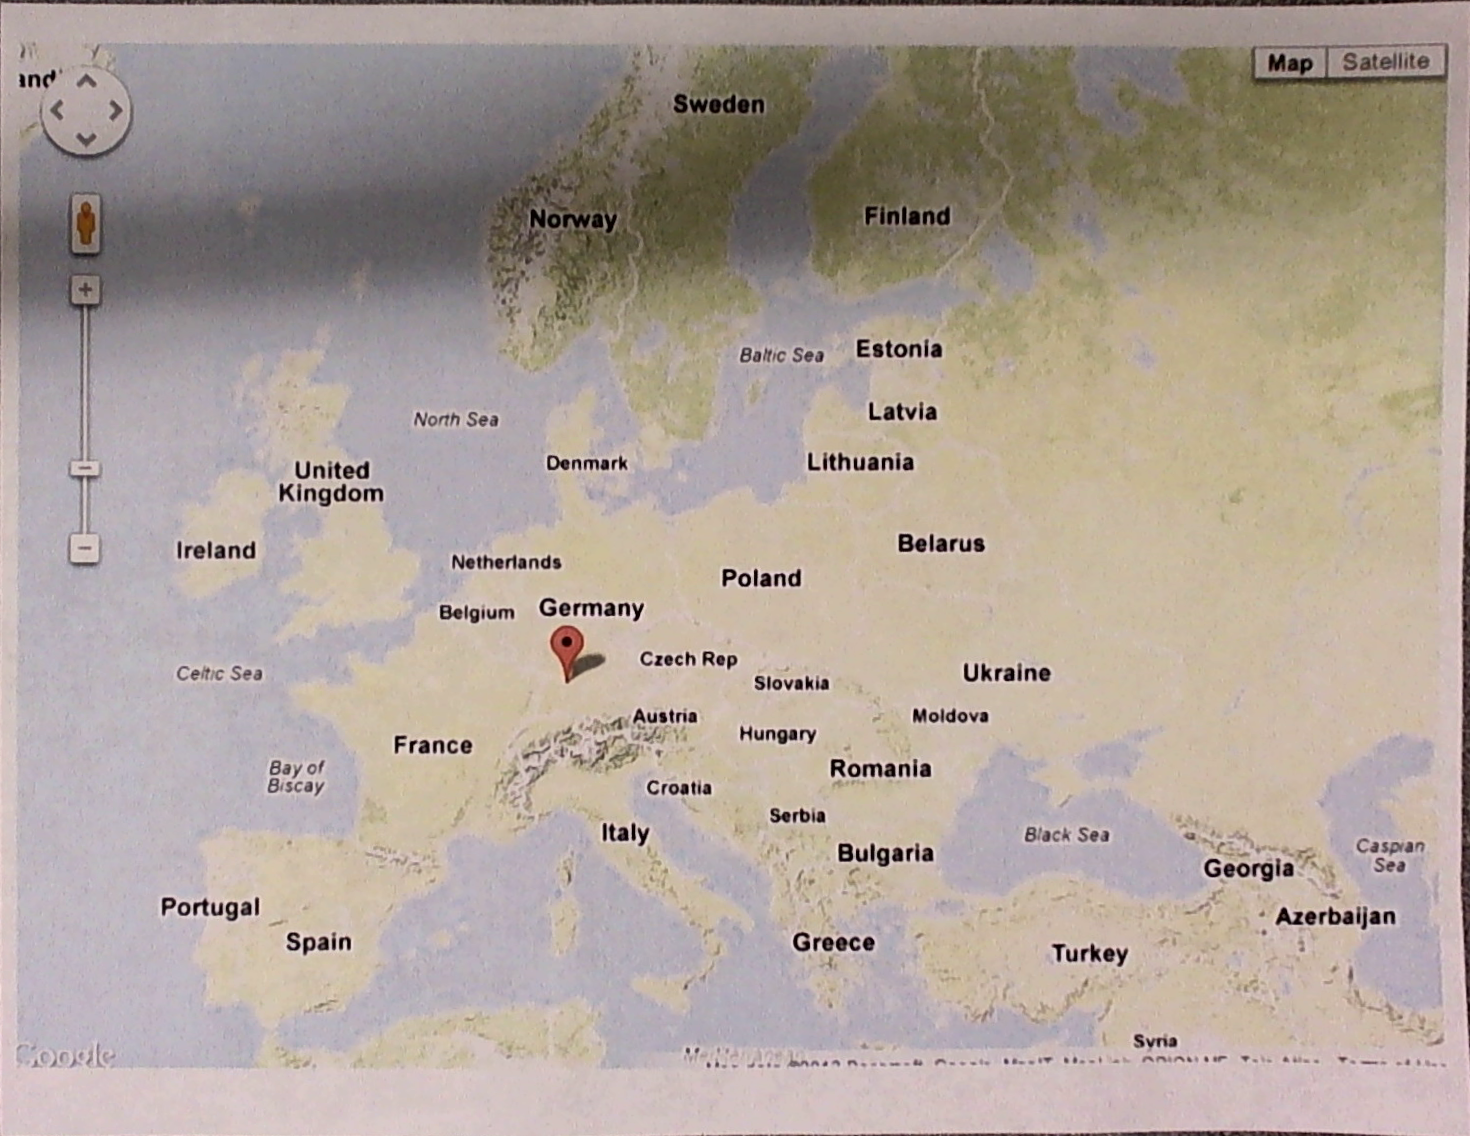 and
Map
Satellite
Sweden
Norway
Finland
Baltic Sea
Estonia
North Sea
Latvia
Denmark
Lithuania
United
Kingdom
Ireland
Netherlands
Belarus
Poland
Belgium
Germany
Czech Rep
Celtic Sea
Slovakia
Ukraine
Austria
Moldova
France
Hungary
Bay of
Biscay
Romania
Croatia
Serbia
Italy
Black Sea
Bulgaria
Caspian
Sea
Georgia
Portugal
Azerbaijan
Spain
Greece
Turkey
Syria
Google